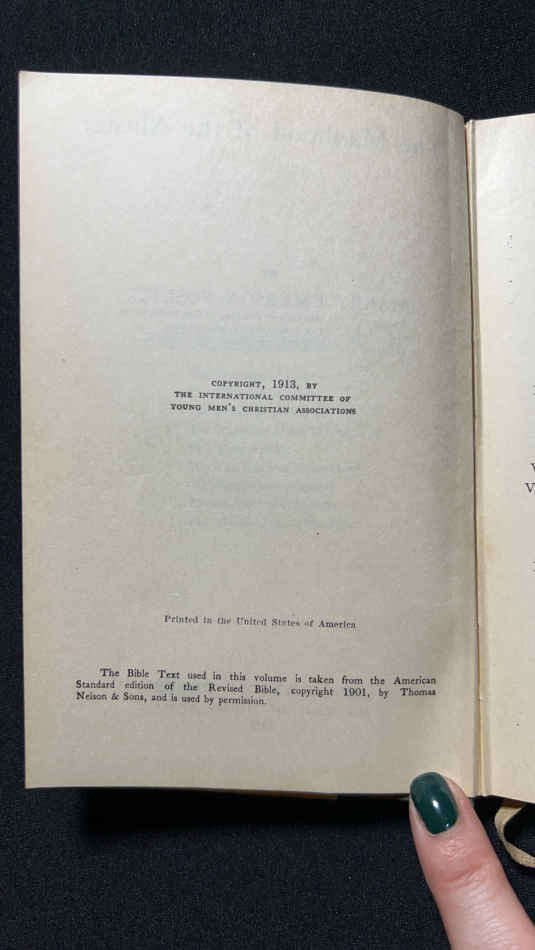 COPYRIGHT, 1913, BY
THE INTERNATIONAL COMMITTEE OF
YOUNG MEN'S CHRISTIAN ASSOCIATIONS
Printed in the United States of America
The Bible Text used in this volume is taken from the American
Standard edition of the Revised Bible, copyright 1901, by Thomas
Nelson & Sons, and is used by permission.